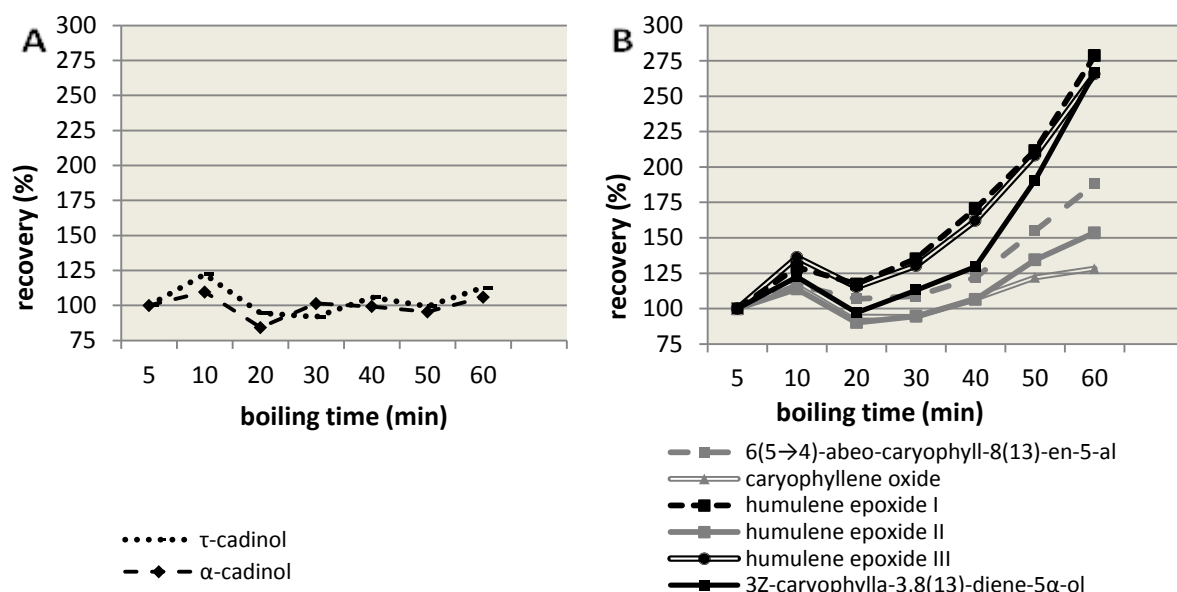 A
300
275
250
225
200
175
150
125
100
75
recovery (%)
5 10 20 30 40 50 60
boiling time (min)
τ-cadinol
α-cadinol
B
300
275
250
225
200
175
150
125
100
75
recovery (%)
5 10 20 30 40 50 60
boiling time (min)
6(5→4)-abeo-caryophyll-8(13)-en-5-al
caryophyllene oxide
humulene epoxide I
humulene epoxide II
humulene epoxide III
3Z-caryophylla-3,8(13)-diene-5α-ol